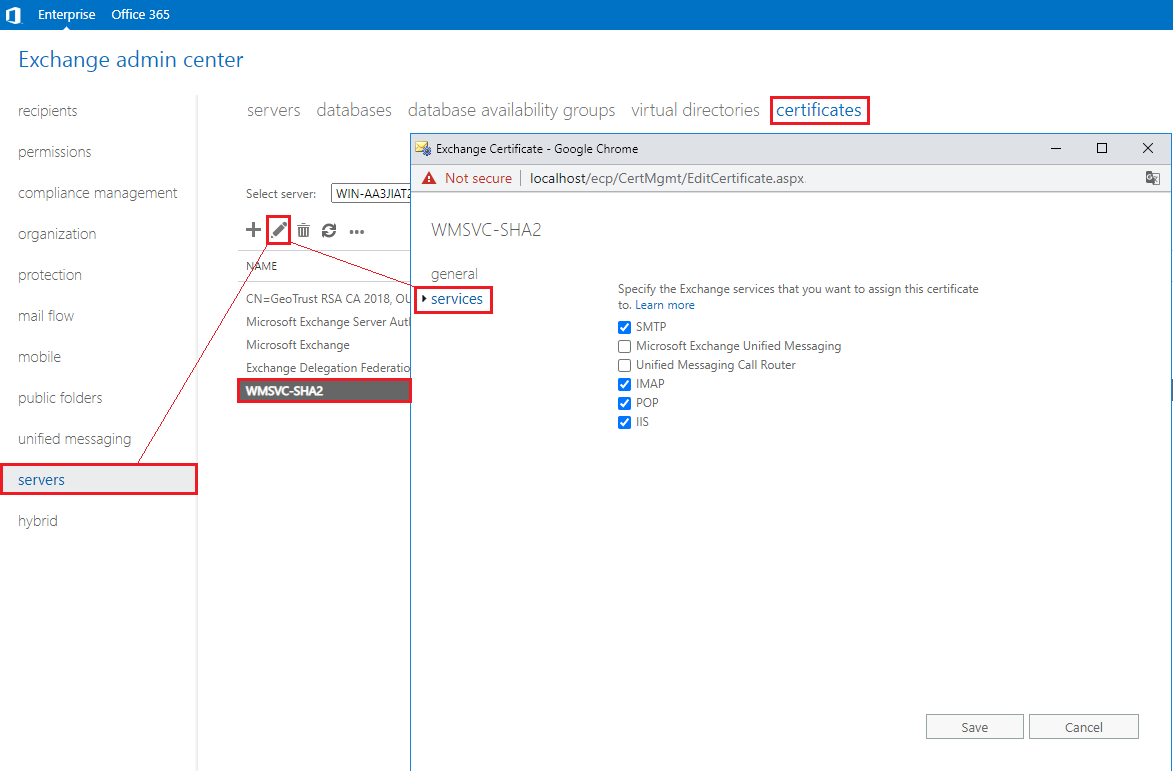 Enterprise Office 365
Exchange admin center
recipients
permissions
compliance management
organization
protection
mail flow
mobile
public folders
unified messaging
servers
hybrid
servers databases database availability groups virtual directories certificates
Select server: WIN-AA3JIAT2
NAME
CN=GeoTrust RSA CA 2018, OU
Microsoft Exchange Server Aut
Microsoft Exchange
Exchange Delegation Federatio
WMSVC-SHA2
Exchange Certificate - Google Chrome
Not secure localhost/ecp/CertMgmt/EditCertificate.aspx
WMSVC-SHA2
general
services
Specify the Exchange services that you want to assign this certificate
to. Learn more
SMTP
Microsoft Exchange Unified Messaging
Unified Messaging Call Router
IMAP
POP
IIS
Save Cancel